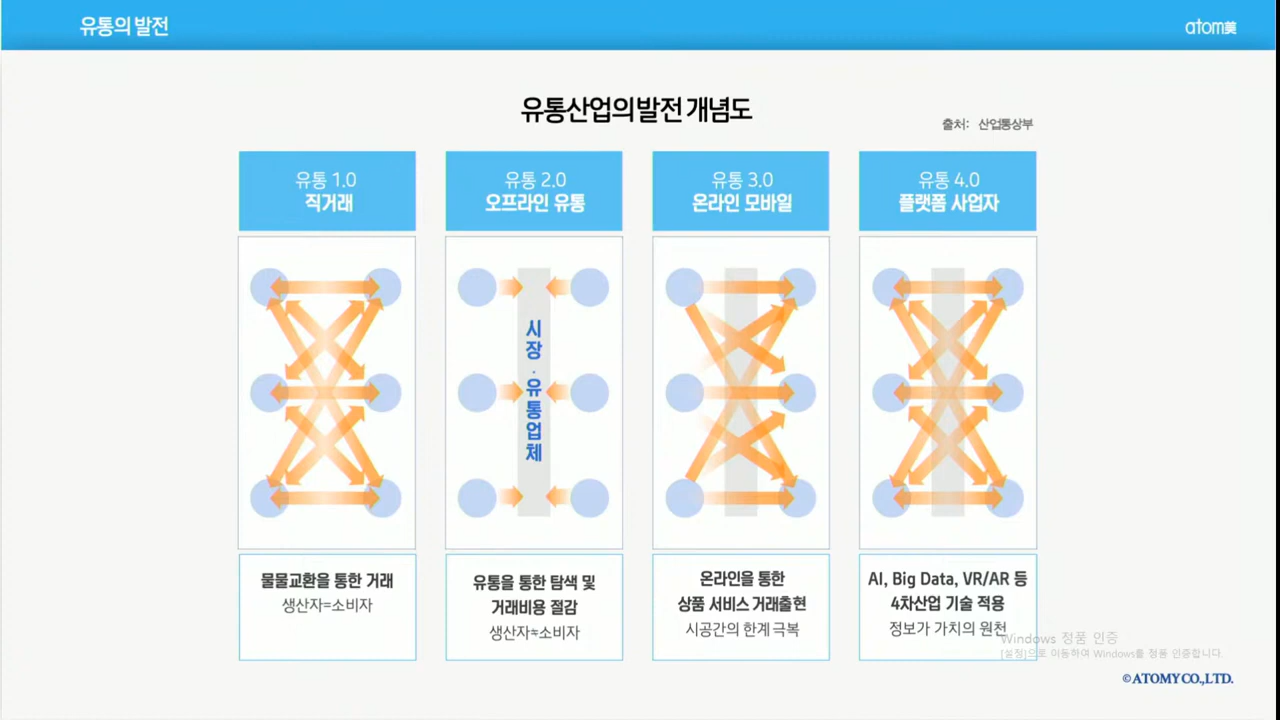 유통의 발전
atom美
유통산업의 발전 개념도
출처: 산업통상부
유통 1.0
직거래
유통 2.0
오프라인 유통
유통 3.0
온라인 모바일
유통 4.0
플랫폼 사업자
시장·유통업체
물물교환을 통한 거래
생산자=소비자
유통을 통한 탐색 및
거래비용 절감
생산자≠소비자
온라인을 통한
상품 서비스 거래출현
시공간의 한계 극복
AI, Big Data, VR/AR 등
4차산업 기술 적용
정보가 가치의 원천
Windows 정품 인증
[설정]으로 이동하여 Windows를 정품 인증합니다.
©ATOMY CO.,LTD.